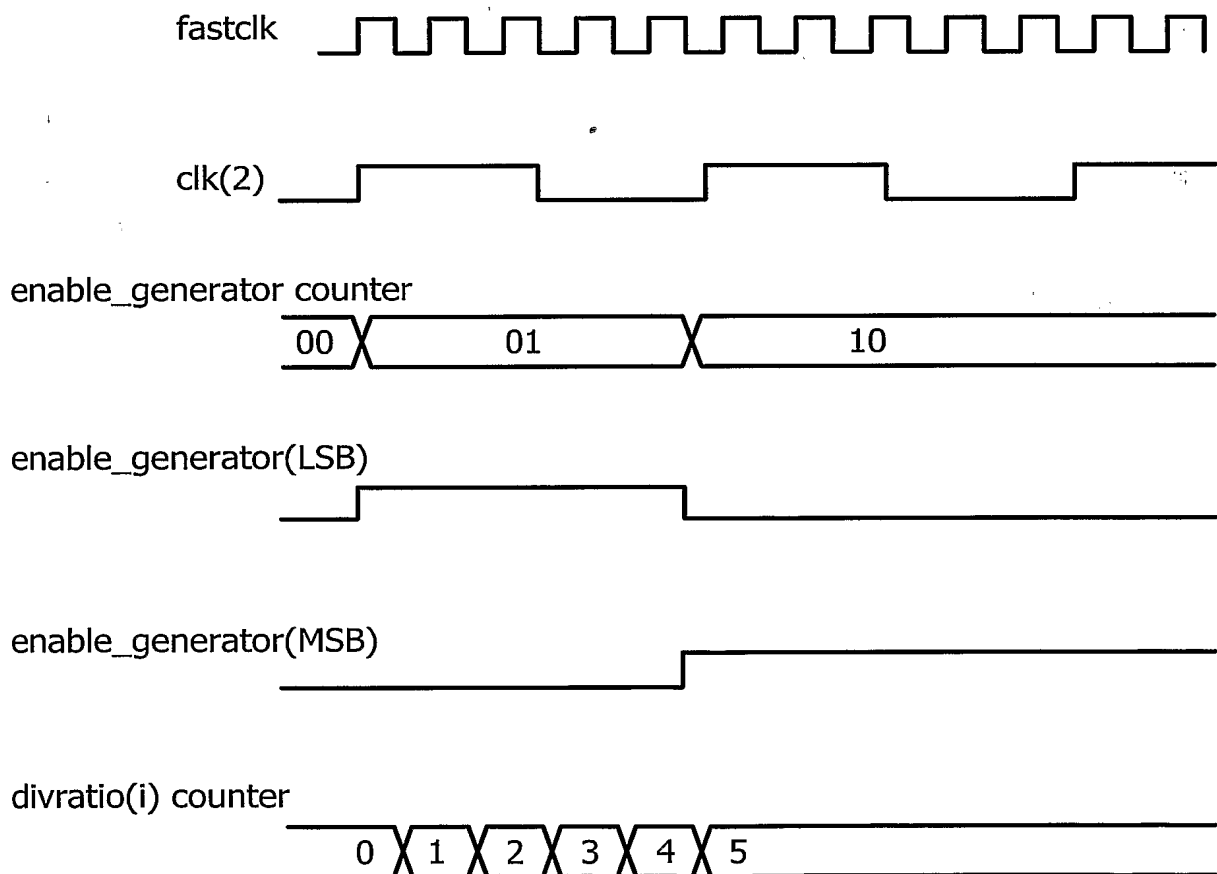 fastclk
clk(2)
enable_generator counter
00 01 10
enable_generator(LSB)
enable_generator(MSB)
divratio(i) counter
0 1 2 3 4 5